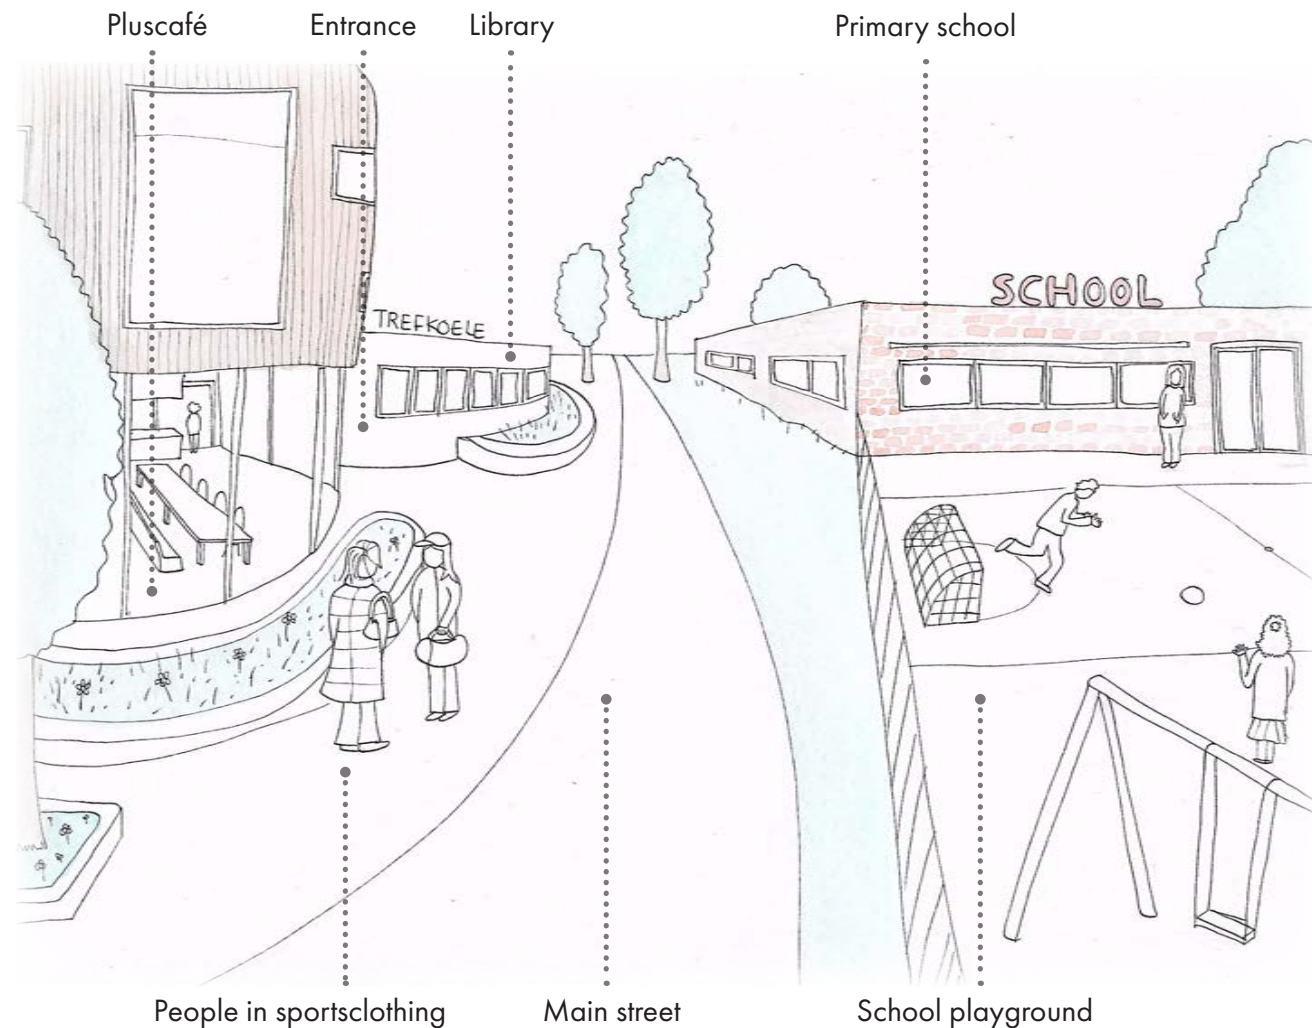 Pluscafé
Entrance
Library
Primary school
SCHOOL
TREFKOELE
People in sportsclothing
Main street
School playground